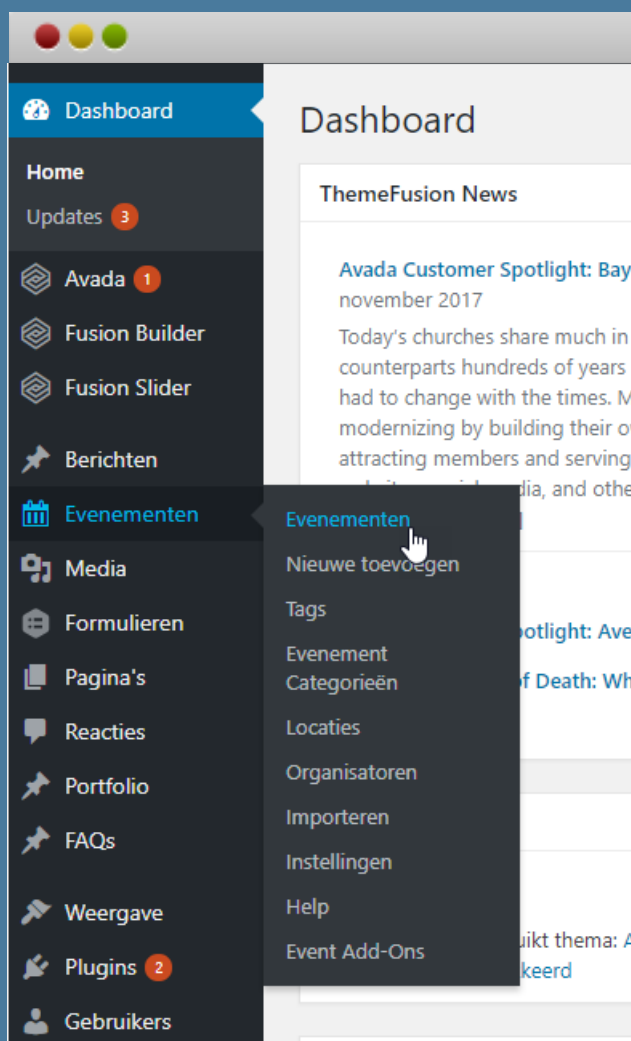 Dashboard
Home
Updates 3
Avada 1
Fusion Builder
Fusion Slider
Berichten
Evenementen
Media
Formulieren
Pagina's
Reacties
Portfolio
FAQs
Weergave
Plugins 2
Gebruikers
Evenementen
Nieuwe toevoegen
Tags
Evenement
Categorieën
Locaties
Organisatoren
Importeren
Instellingen
Help
Event Add-Ons
Dashboard
ThemeFusion News
Avada Customer Spotlight: Bay
november 2017
Today's churches share much in
counterparts hundreds of years
had to change with the times. M
modernizing by building their o
attracting members and serving
dia, and othe
otlight: Ave
f Death: Wh
uikt thema: A
keerd